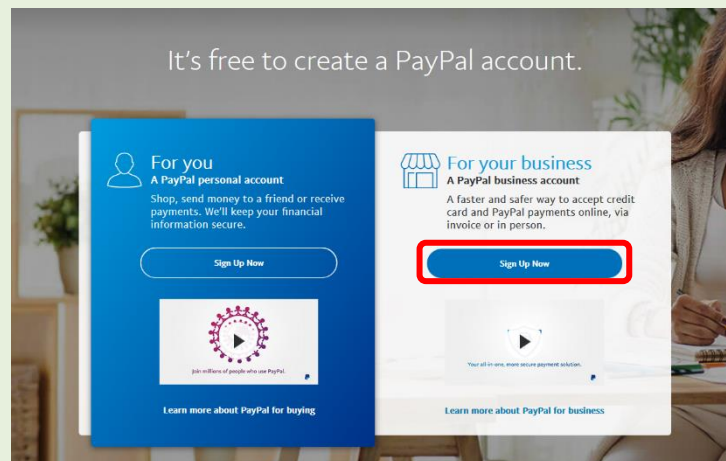 It's free to create a PayPal account.
For you
A PayPal personal account
Shop, send money to a friend or receive
payments. We'll keep your financial
information secure.
Sign Up Now
Join millions of people who use PayPal.
Learn more about PayPal for buying
For your business
A PayPal business account
A faster and safer way to accept credit
card and PayPal payments online, via
invoice or in person.
Sign Up Now
Your all-in-one, more secure payment solution.
Learn more about PayPal for business